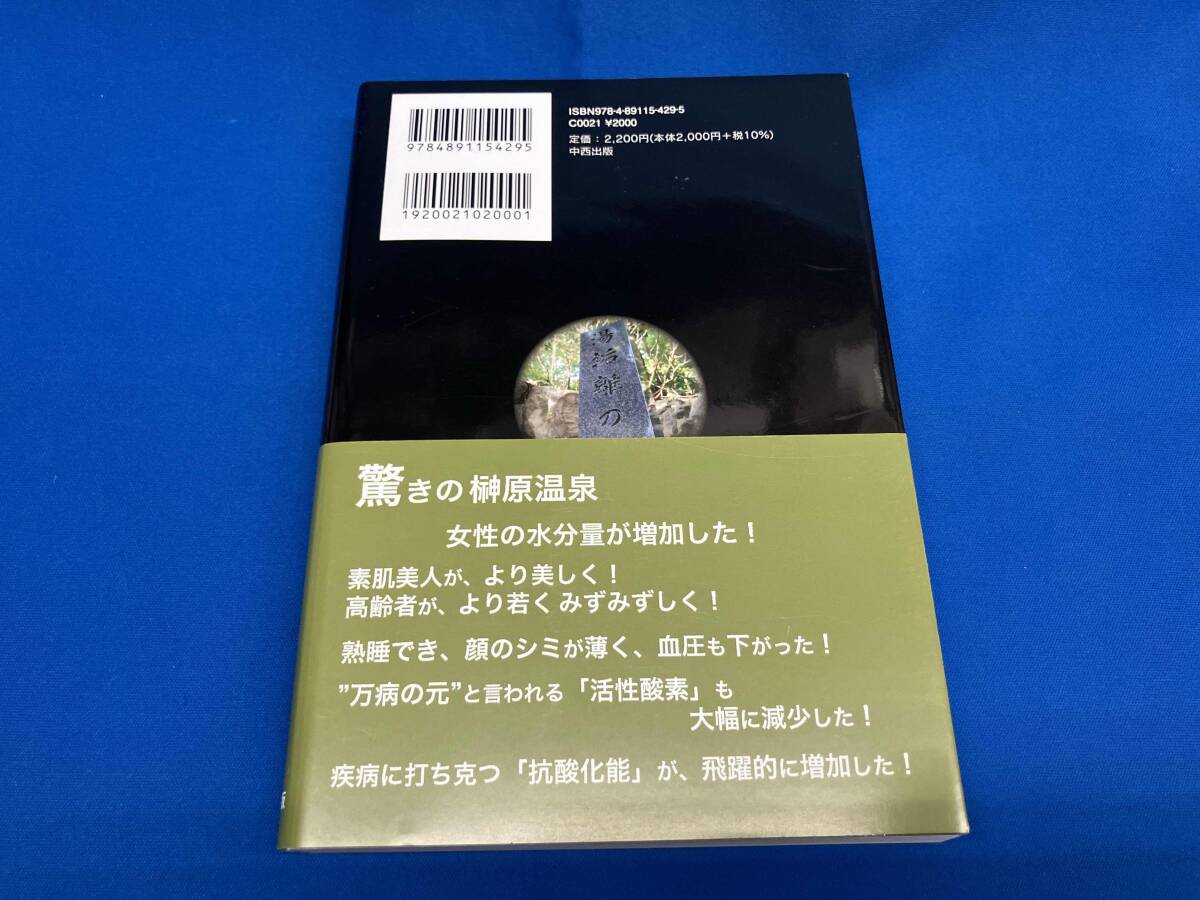 ISBN978-4-89115-429-5
C0021 ¥2000
定価：2,200円(本体2,000円+税10%)
中西出版
9784891154295
1920021020001
湯治離の
驚きの榊原温泉
女性の水分量が増加した！
素肌美人が、より美しく！
高齢者が、より若く みずみずしく！
熟睡でき、顔のシミが薄く、血圧も下がった！
”万病の元”と言われる「活性酸素」も
大幅に減少した！
疾病に打ち克つ「抗酸化能」が、飛躍的に増加した！
版